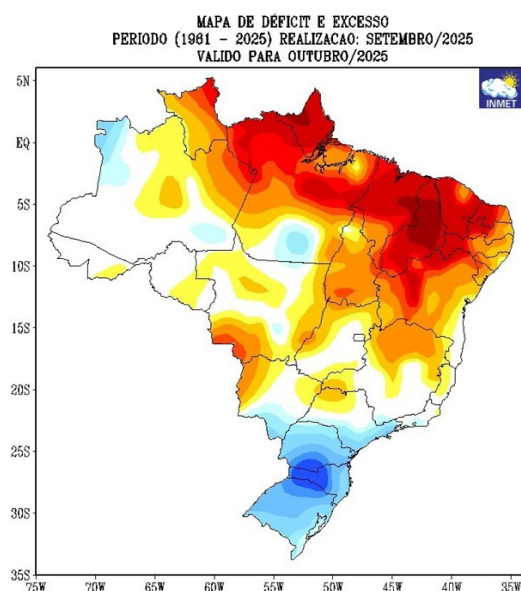 MAPA DE DÉFICIT E EXCESSO
PERIODO (1961 – 2025) REALIZACAO: SETEMBRO/2025
VALIDO PARA OUTUBRO/2025
INMET
5N
EQ
5S
10S
15S
20S
25S
30S
35S
75W 70W 65W 60W 55W 50W 45W 40W 35W